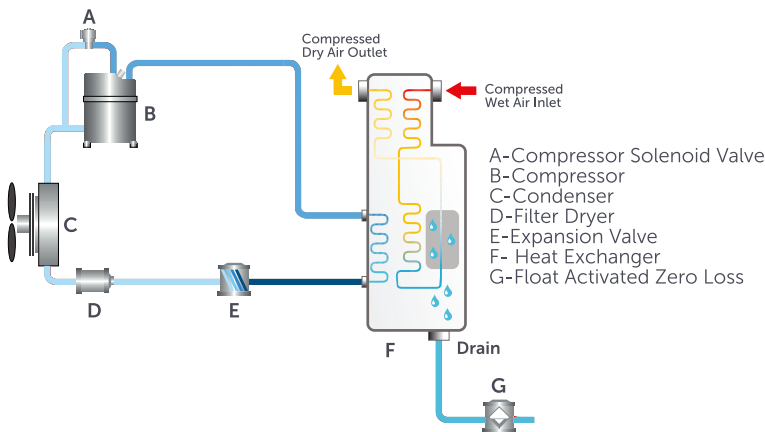 A
Compressed
Dry Air Outlet
Compressed
Wet Air Inlet
B
A-Compressor Solenoid Valve
B-Compressor
C-Condenser
D-Filter Dryer
E-Expansion Valve
F- Heat Exchanger
G-Float Activated Zero Loss
C
D
E
F
Drain
G